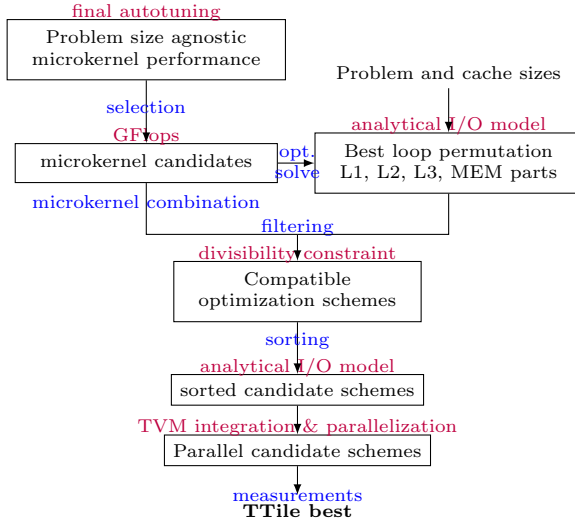 final autotuning
Problem size agnostic
microkernel performance
Problem and cache sizes
selection
GFlops
analytical I/O model
microkernel candidates
opt.
solve
Best loop permutation
L1, L2, L3, MEM parts
microkernel combination
filtering
divisibility constraint
Compatible
optimization schemes
sorting
analytical I/O model
sorted candidate schemes
TVM integration & parallelization
Parallel candidate schemes
measurements
TTile best